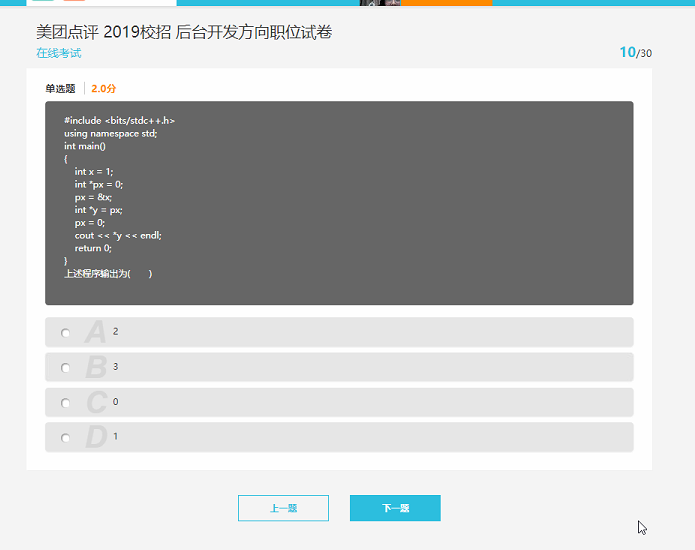 美团点评 2019校招 后台开发方向职位试卷
在线考试
10/30
单选题 2.0分
#include <bits/stdc++.h>
using namespace std;
int main()
{
int x = 1;
int *px = 0;
px = &x;
int *y = px;
px = 0;
cout << *y << endl;
return 0;
}
上述程序输出为( )
A 2
B 3
C 0
D 1
上一题 下一题